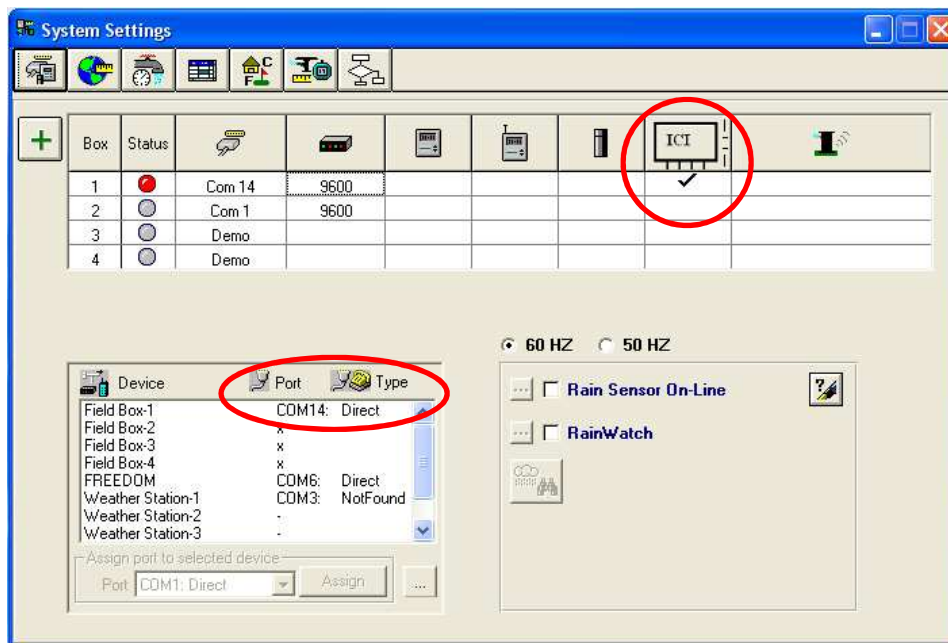 System Settings
F C
Box Status ICI
1 Com 14 9600
2 Com 1 9600
3 Demo
4 Demo
60 HZ 50 HZ
Device Port Type
Field Box-1 COM14: Direct
Field Box-2 x
Field Box-3 x
Field Box-4 x
FREEDOM COM6: Direct
Weather Station-1 COM3: NotFound
Weather Station-2 -
Weather Station-3 -
Assign port to selected device
Port COM1: Direct Assign ...
... Rain Sensor On-Line ?
... RainWatch